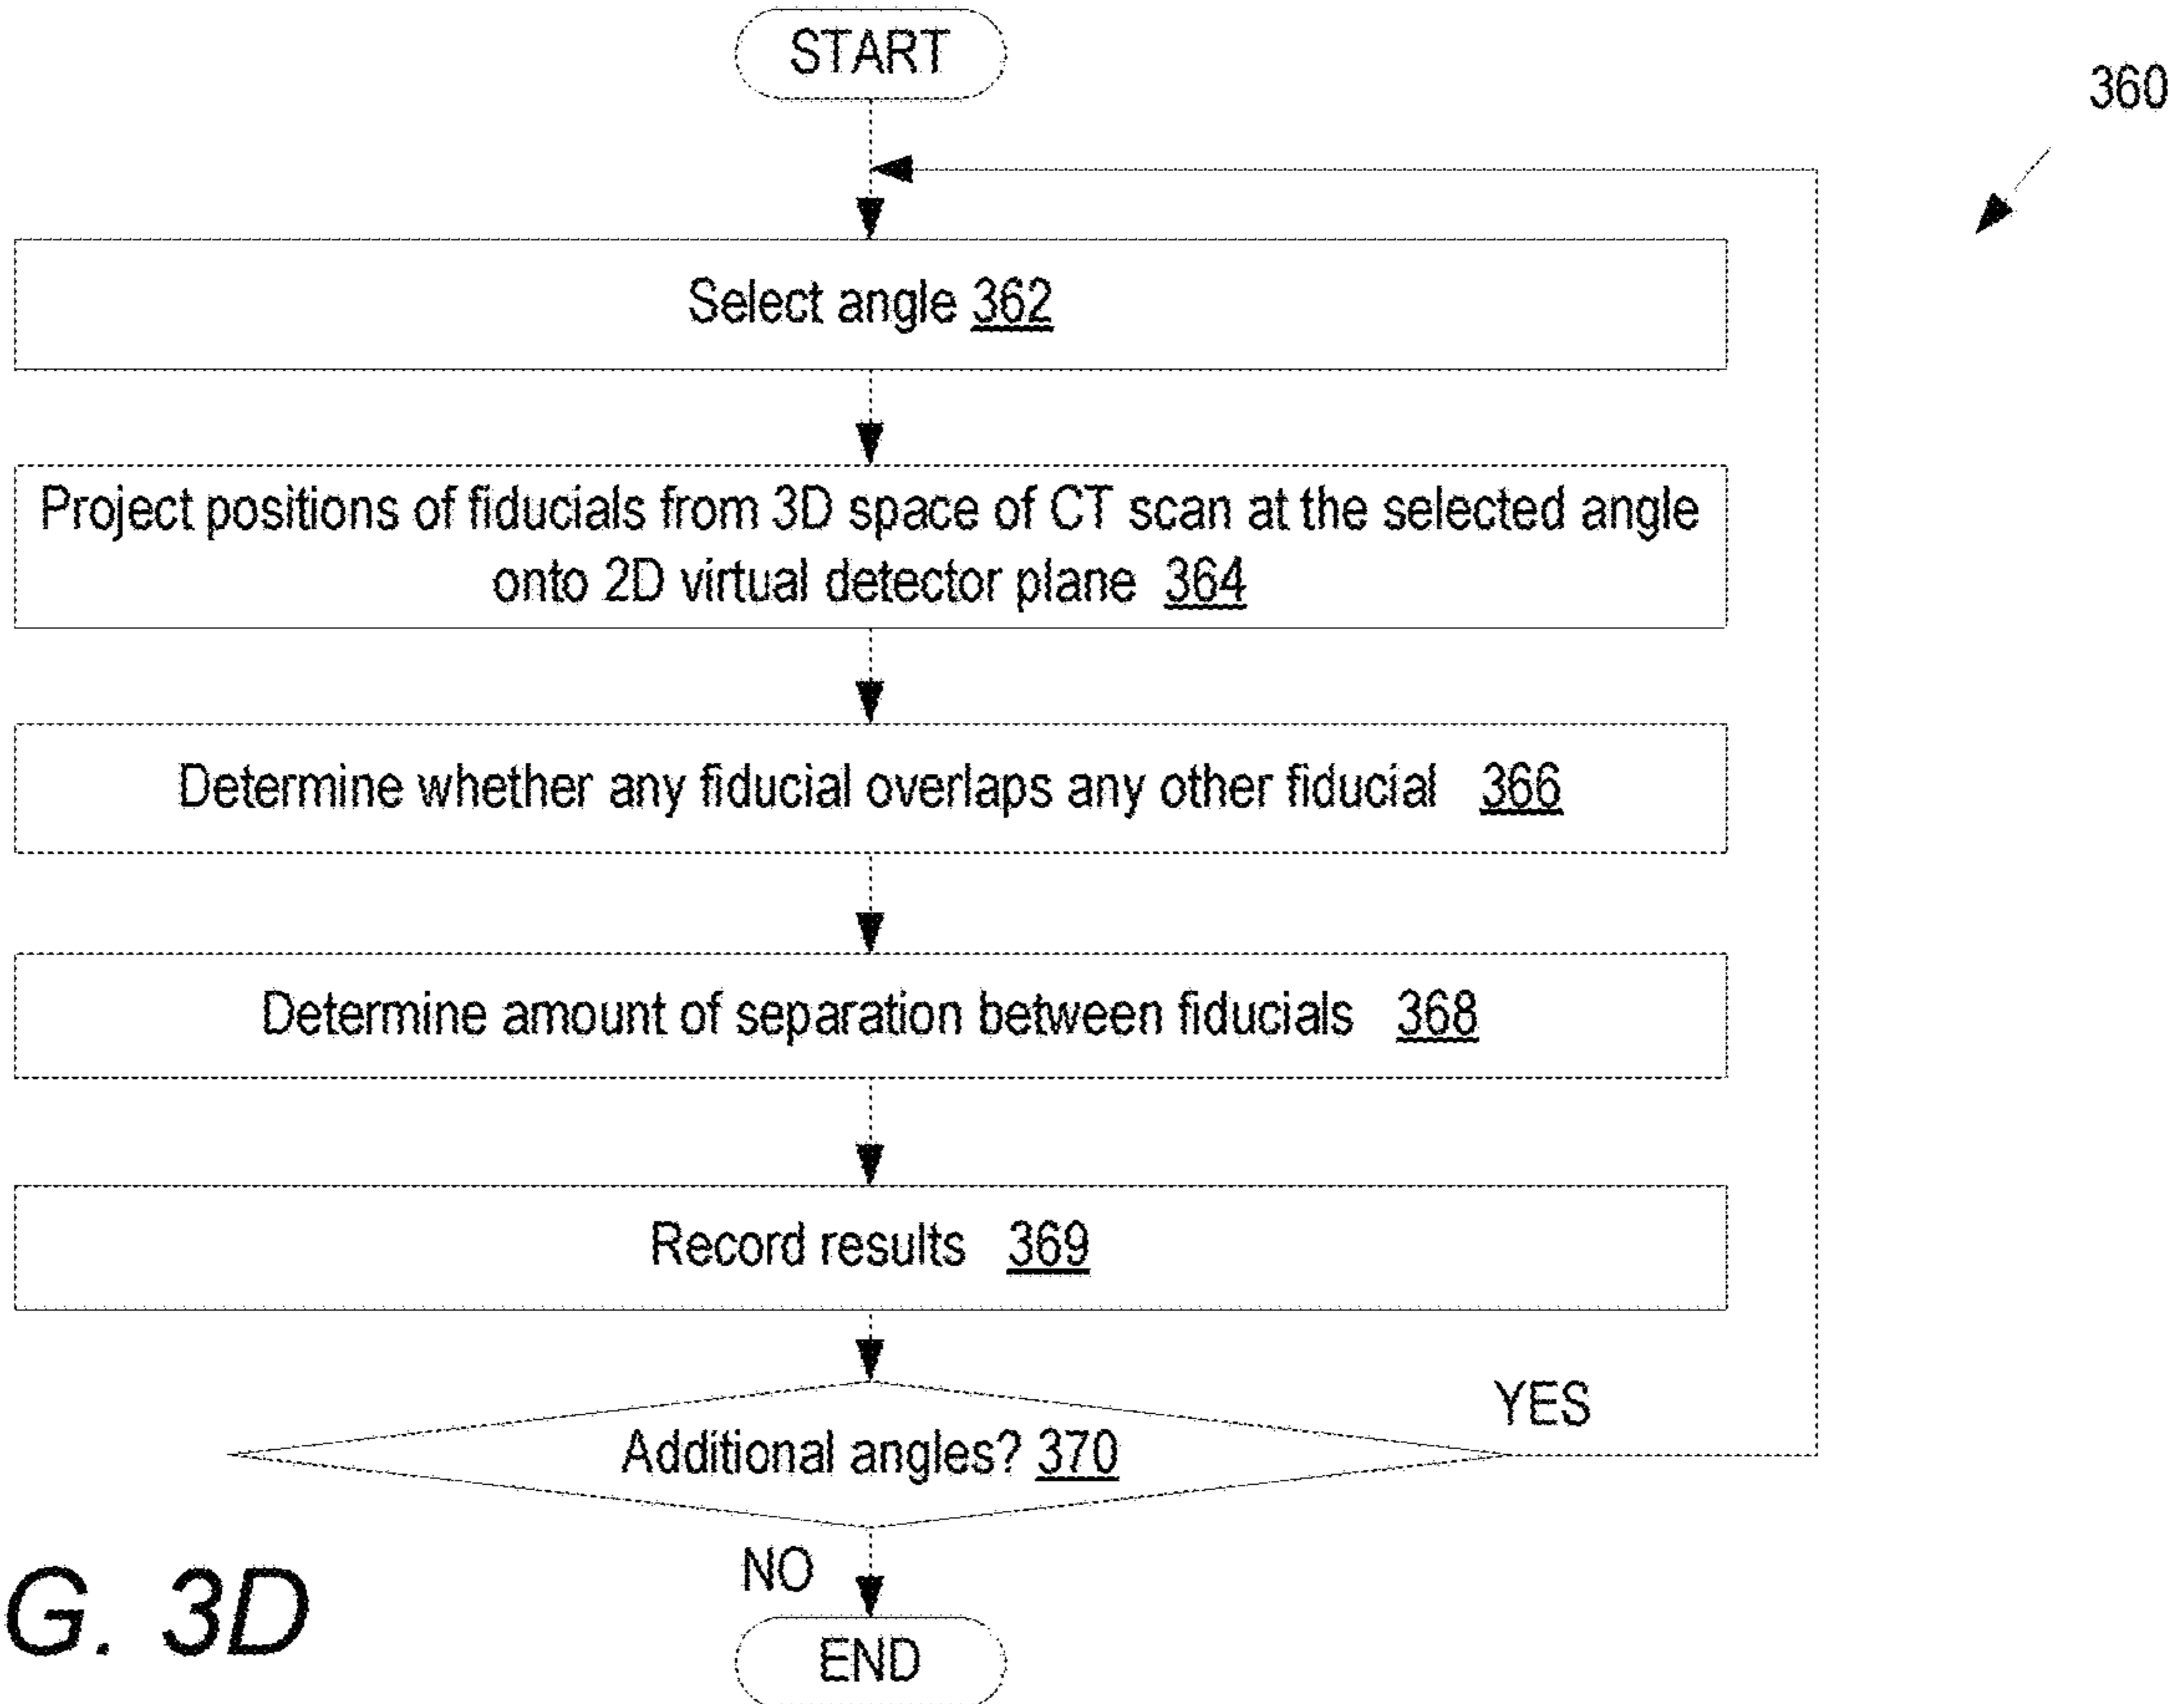 START
360
Select angle 362
Project positions of fiducials from 3D space of CT scan at the selected angle
onto 2D virtual detector plane 364
Determine whether any fiducial overlaps any other fiducial 366
Determine amount of separation between fiducials 368
Record results 369
YES
Additional angles? 370
NO
G. 3D
END